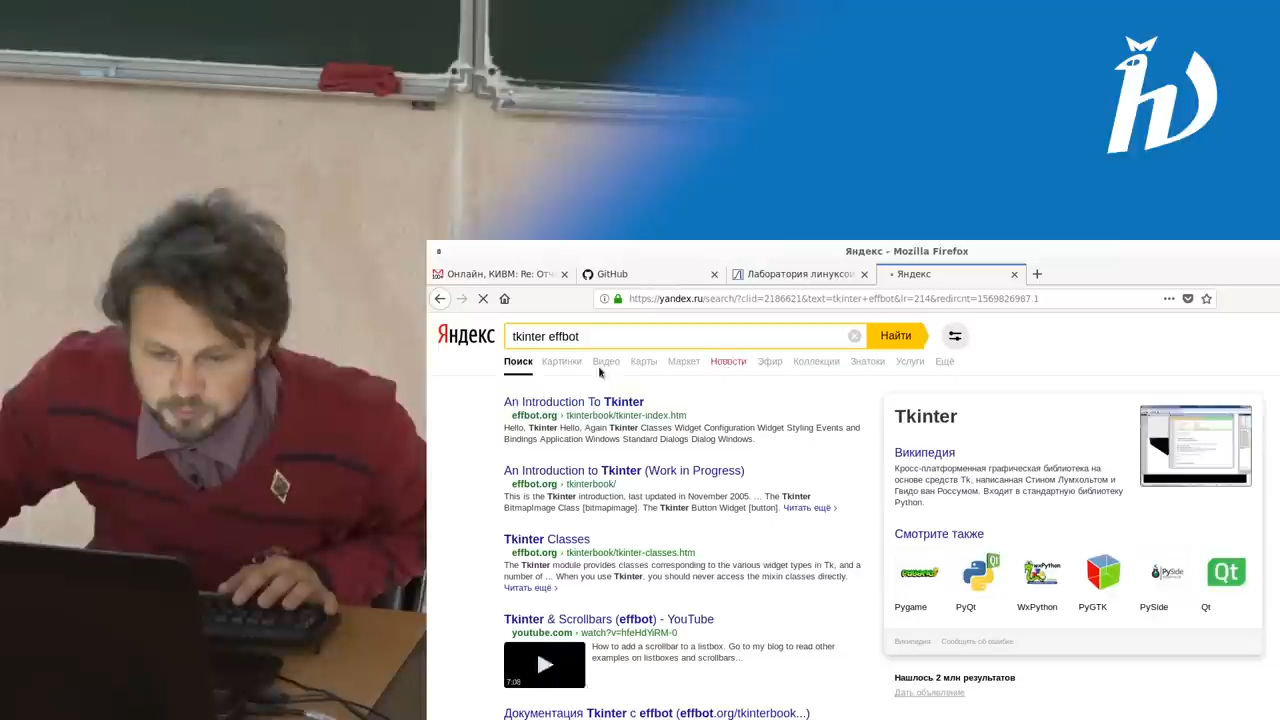 Яндекс - Mozilla Firefox
Онлайн, КИВМ: Re: Отч
GitHub
Лаборатория линуксои
Яндекс
https://yandex.ru/search/?clid=2186621&text=tkinter+effbot&lr=214&redircnt=1569826987.1
Яндекс
tkinter effbot
Найти
Поиск Картинки Видео Карты Маркет Новости Эфир Коллекции Знатоки Услуги Ещё
An Introduction To Tkinter
effbot.org › tkinterbook/tkinter-index.htm
Hello, Tkinter Hello, Again Tkinter Classes Widget Configuration Widget Styling Events and
Bindings Application Windows Standard Dialogs Dialog Windows.
An Introduction to Tkinter (Work in Progress)
effbot.org › tkinterbook/
This is the Tkinter introduction, last updated in November 2005. ... The Tkinter
BitmapImage Class [bitmapimage]. The Tkinter Button Widget [button]. Читать ещё ›
Tkinter Classes
effbot.org › tkinterbook/tkinter-classes.htm
The Tkinter module provides classes corresponding to the various widget types in Tk, and a
number of ... When you use Tkinter, you should never access the mixin classes directly.
Читать ещё ›
Tkinter & Scrollbars (effbot) - YouTube
youtube.com › watch?v=hfeHdYiRM-0
How to add a scrollbar to a listbox. Go to my blog to read other
examples on listboxes and scrollbars...
7:08
Документация Tkinter с effbot (effbot.org/tkinterbook...)
Tkinter
Википедия
Кросс-платформенная графическая библиотека на
основе средств Tk, написанная Стином Лумхольтом и
Гвидо ван Россумом. Входит в стандартную библиотеку
Python.
Смотрите также
Pygame PyQt WxPython PyGTK PySide Qt
Википедия Сообщить об ошибке
Нашлось 2 млн результатов
Дать объявление